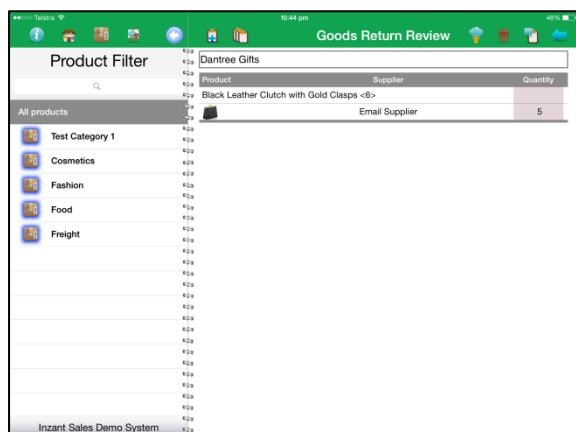 Telstra
10:44 pm
48%
Goods Return Review
Product Filter
Dantree Gifts
Product Supplier Quantity
Black Leather Clutch with Gold Clasps <6>
Email Supplier 5
All products
Test Category 1
Cosmetics
Fashion
Food
Freight
Inzant Sales Demo System